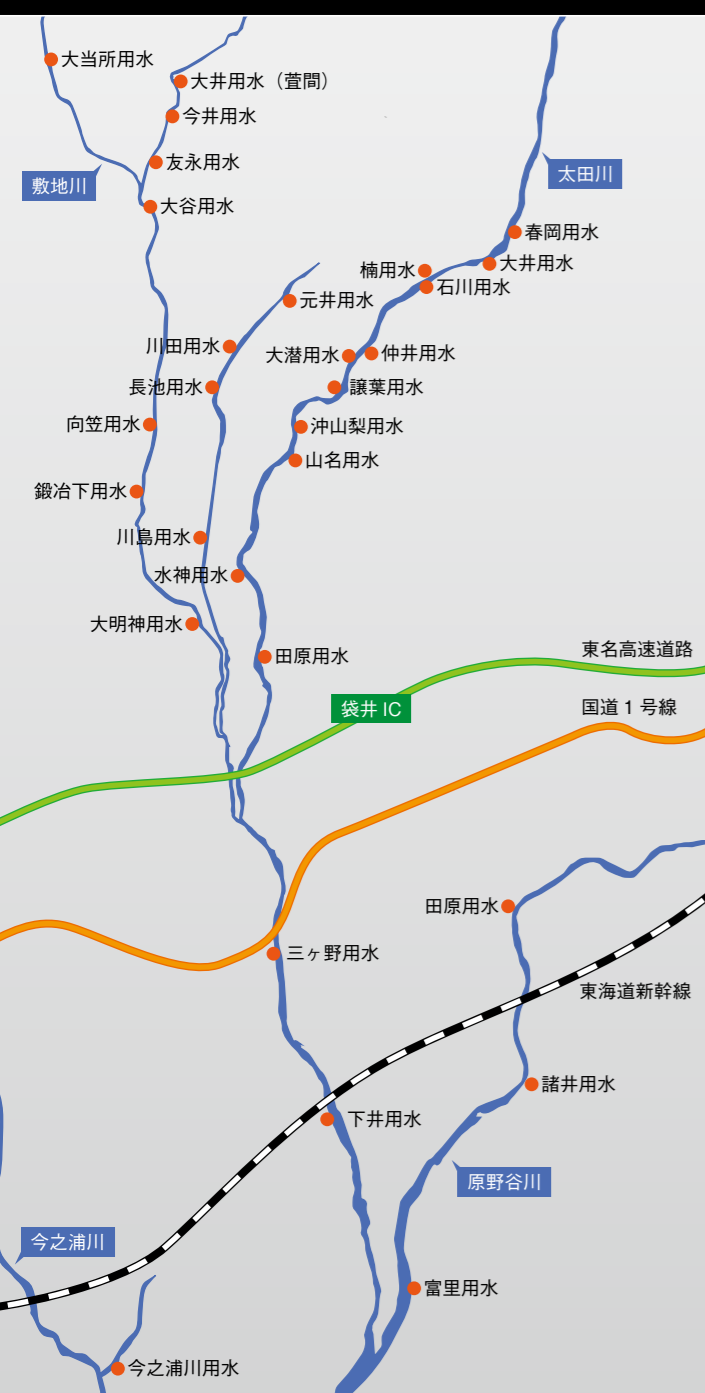 大当所用水
大井用水（萱間）
今井用水
友永用水
敷地川
太田川
大谷用水
春岡用水
楠用水
大井用水
石川用水
元井用水
川田用水
大潜用水
仲井用水
長池用水
譲葉用水
向笠用水
沖山梨用水
山名用水
鍛冶下用水
川島用水
水神用水
大明神用水
田原用水
東名高速道路
袋井 IC
国道 1 号線
田原用水
三ヶ野用水
東海道新幹線
諸井用水
下井用水
原野谷川
今之浦川
富里用水
今之浦川用水